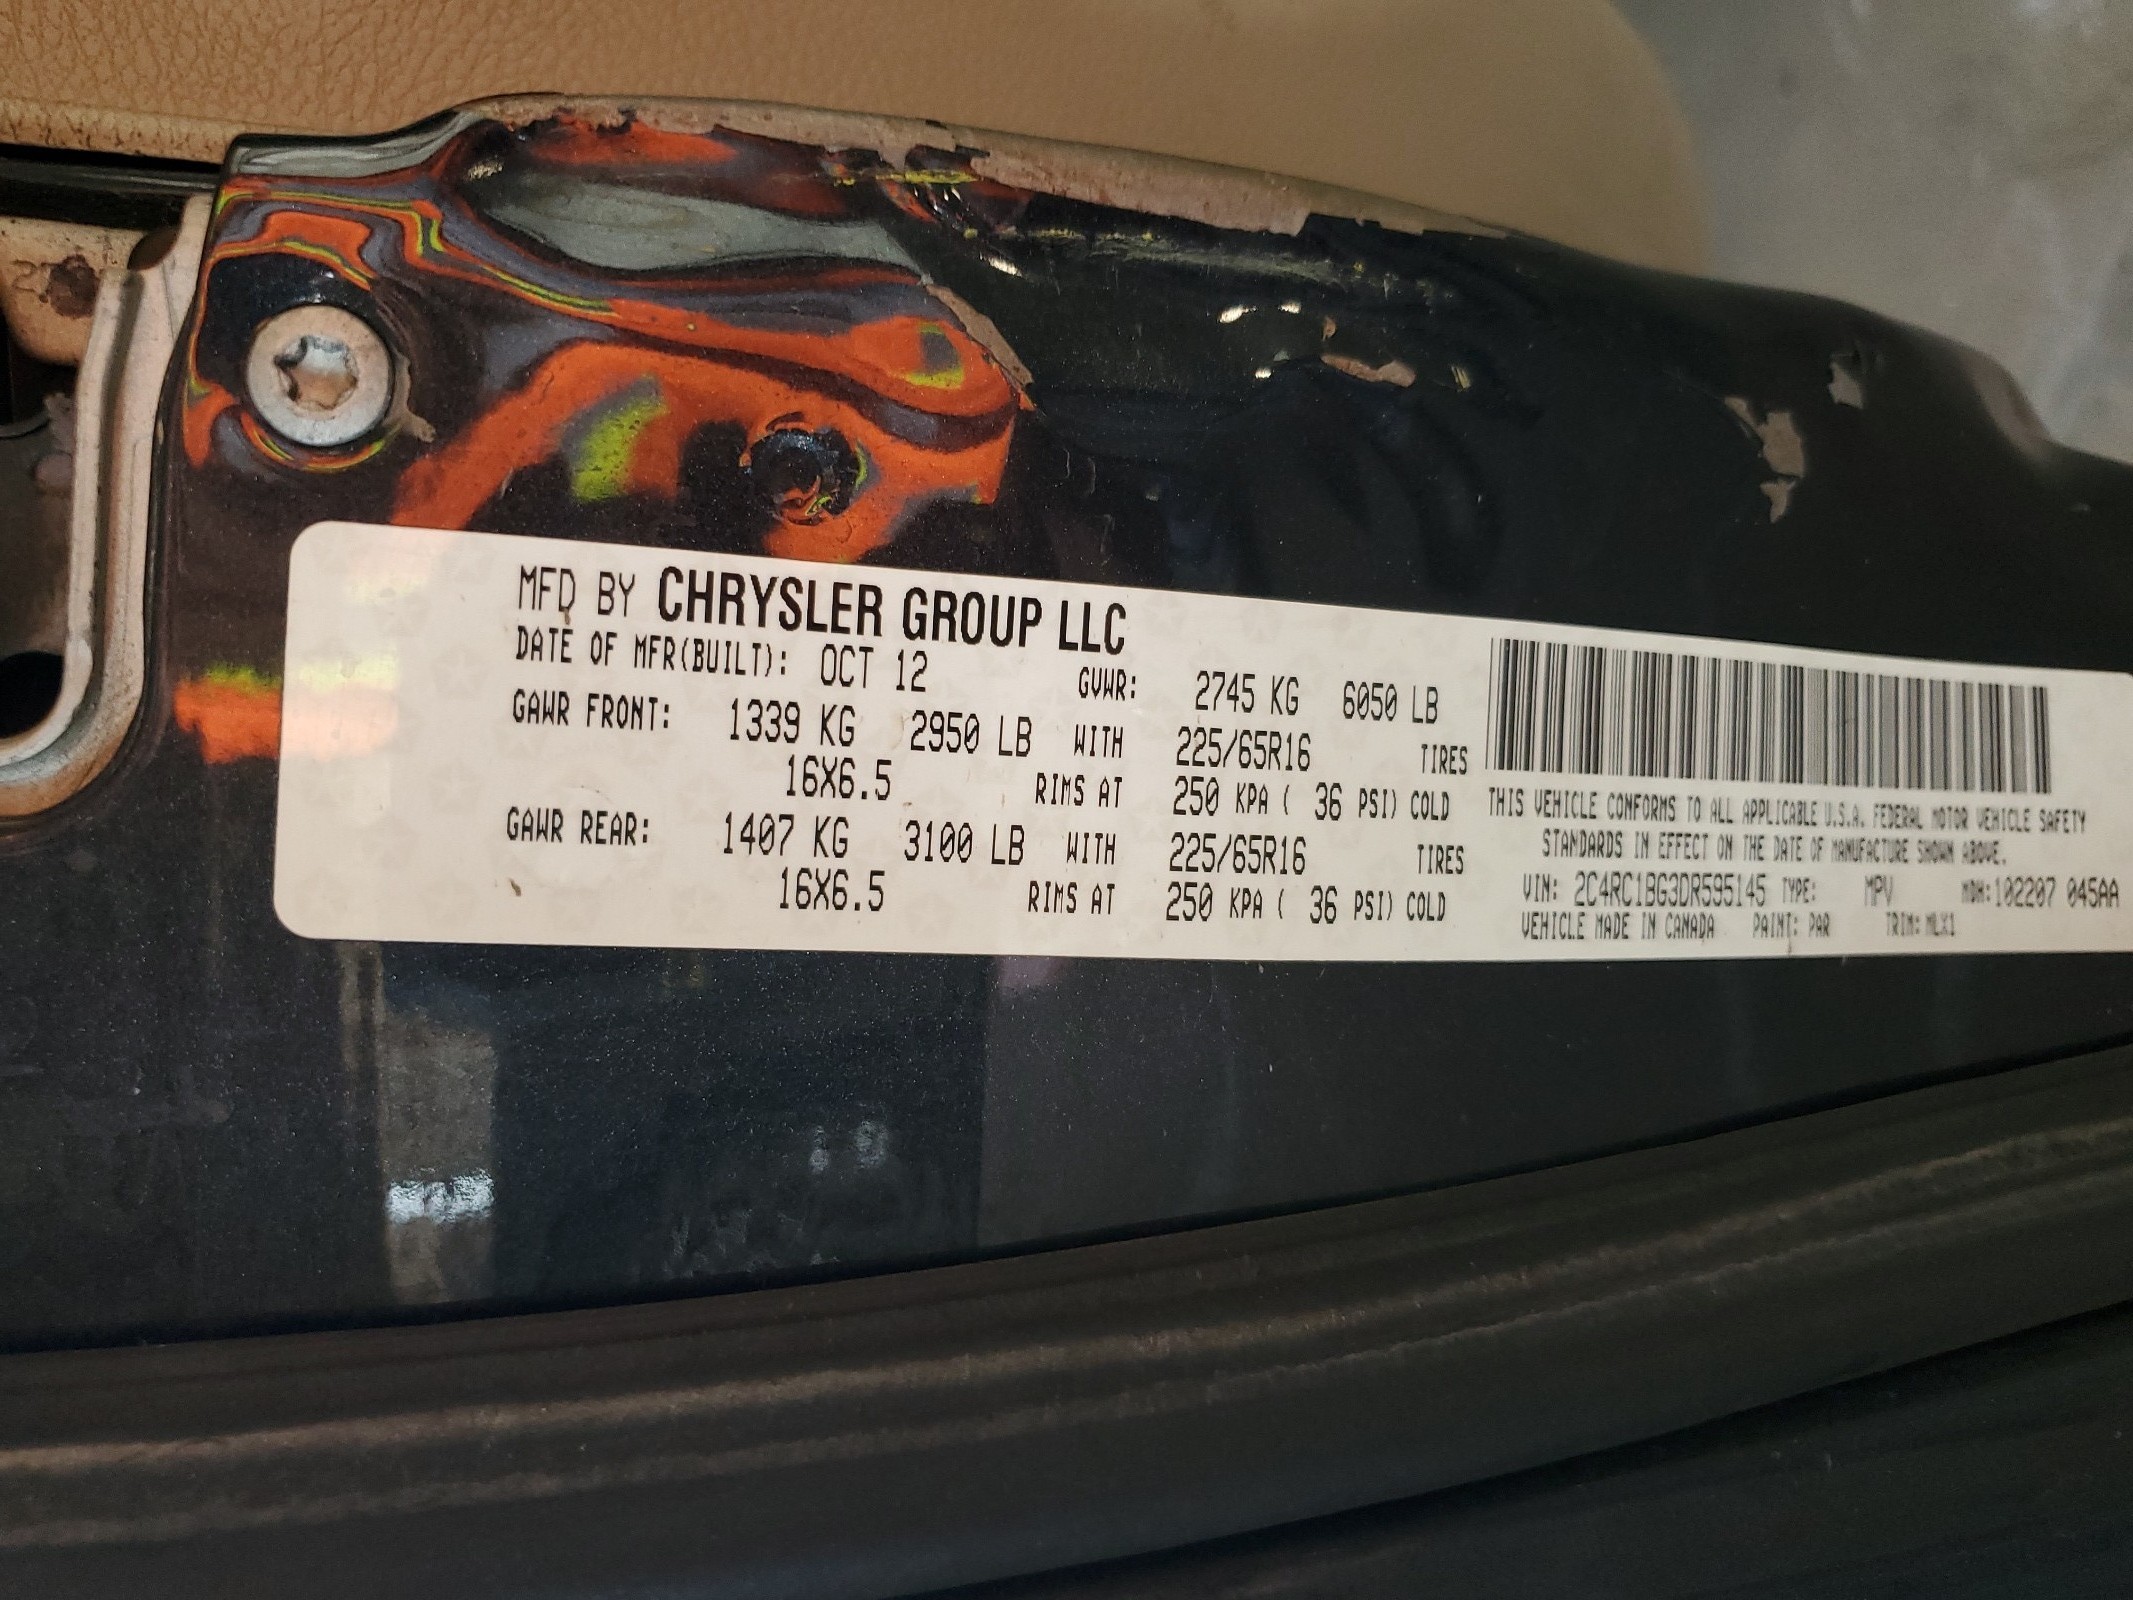 MFD BY CHRYSLER GROUP LLC
DATE OF MFR(BUILT): OCT 12 GVWR: 2745 KG 6050 LB
GAWR FRONT: 1339 KG 2950 LB WITH 225/65R16 TIRES
16X6.5 RIMS AT 250 KPA ( 36 PSI) COLD
GAWR REAR: 1407 KG 3100 LB WITH 225/65R16 TIRES
16X6.5 RIMS AT 250 KPA ( 36 PSI) COLD
THIS VEHICLE CONFORMS TO ALL APPLICABLE U.S.A. FEDERAL MOTOR VEHICLE SAFETY
STANDARDS IN EFFECT ON THE DATE OF MANUFACTURE SHOWN ABOVE.
VIN: 2C4RC1BG3DR595145 TYPE: MPV MDH:102207 045AA
VEHICLE MADE IN CANADA PAINT: PAR TRIM: MLX1